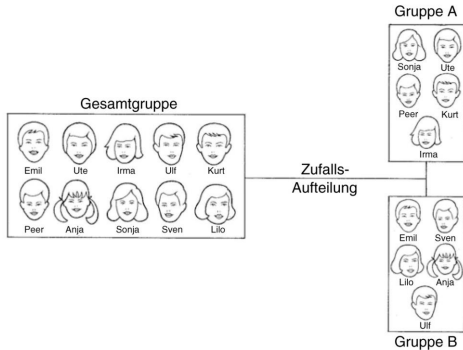 Gruppe A
Sonja Ute
Peer Kurt
Irma
Gesamtgruppe
Emil Ute Irma Ulf Kurt
Peer Anja Sonja Sven Lilo
Zufalls-
Aufteilung
Emil Sven
Lilo Anja
Ulf
Gruppe B